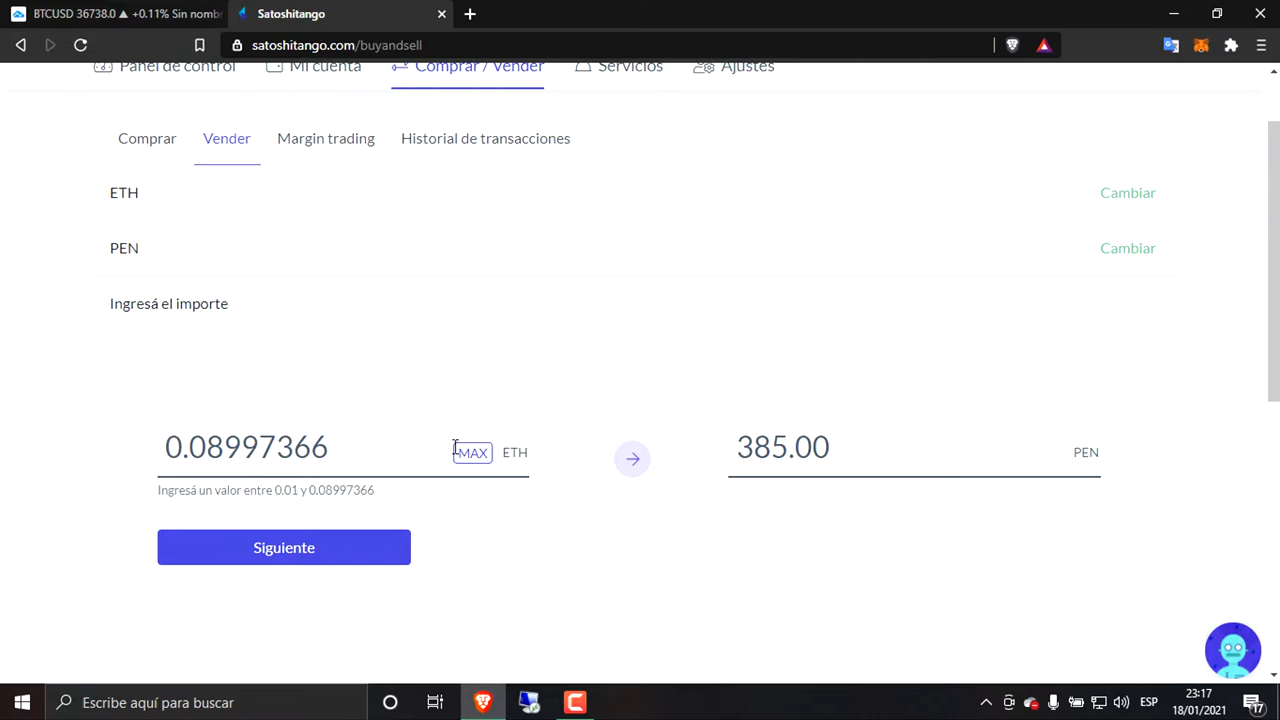 BTCUSD 36738.0 ▲ +0.11% Sin nombr
Satoshitango
satoshitango.com/buyandsell
Panel de control
Mi cuenta
Comprar / Vender
Servicios
Ajustes
Comprar
Vender
Margin trading
Historial de transacciones
ETH
Cambiar
PEN
Cambiar
Ingresá el importe
0.08997366
MAX
ETH
385.00
PEN
Ingresá un valor entre 0.01 y 0.08997366
Siguiente
Escribe aquí para buscar
ESP
23:17
18/01/2021
17